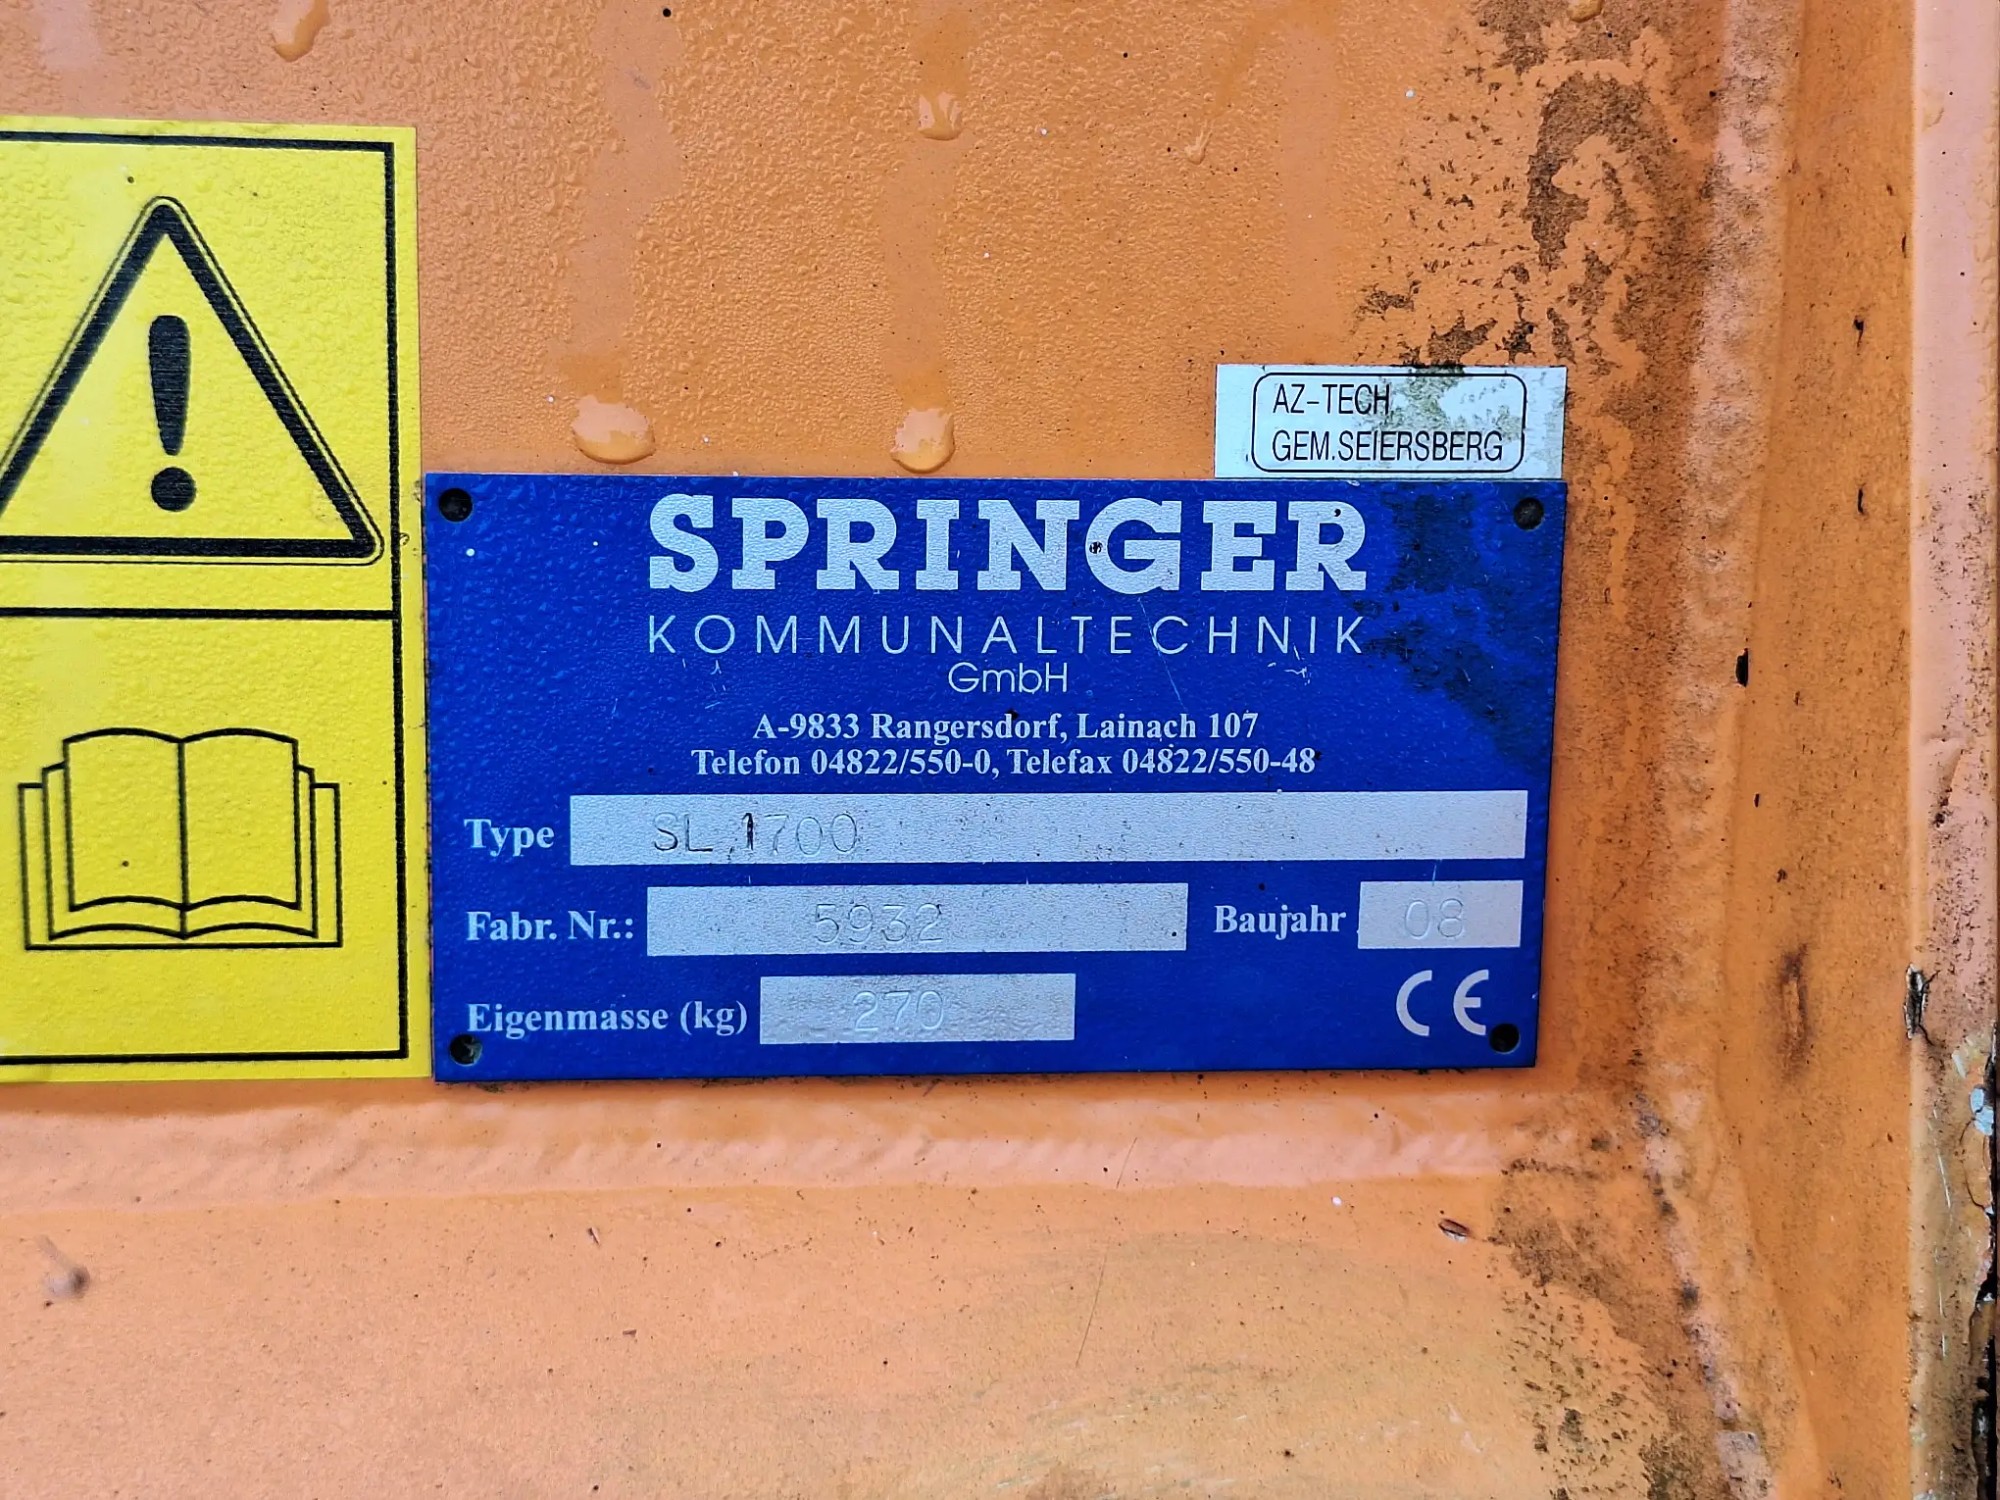 AZ-TECH.
GEM.SEIERSBERG
SPRINGER
KOMMUNALTECHNIK
GmbH
A-9833 Rangersdorf, Lainach 107
Telefon 04822/550-0, Telefax 04822/550-48
Type SL 1700
Fabr. Nr.: 5932 Baujahr 08
Eigenmasse (kg) 270
CE